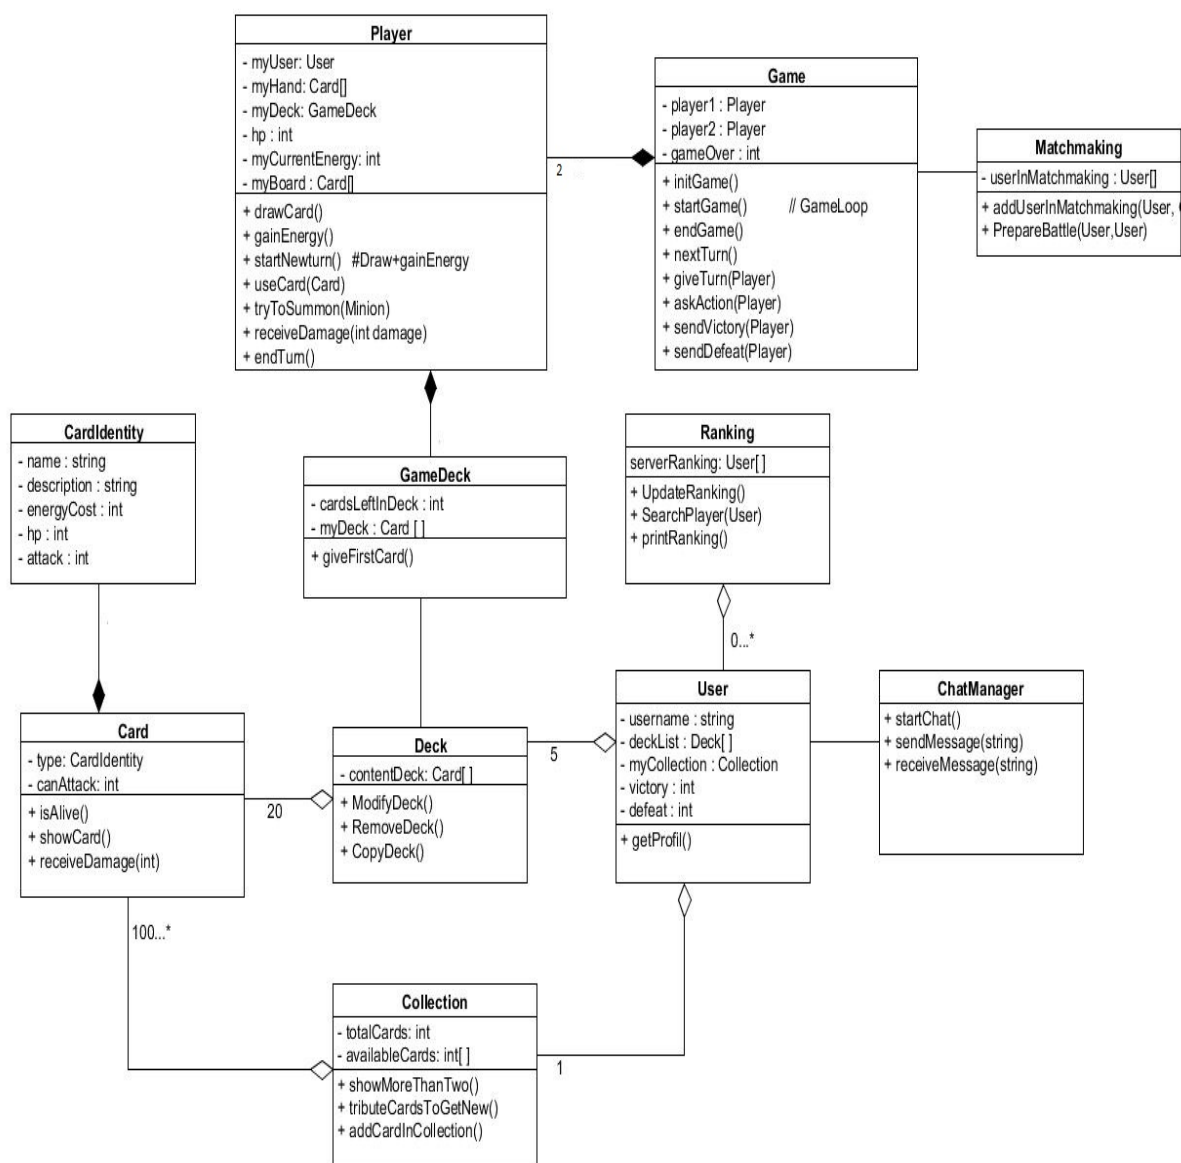 Player
- myUser: User
- myHand: Card[]
- myDeck: GameDeck
- hp : int
- myCurrentEnergy: int
- myBoard : Card[]
+ drawCard()
+ gainEnergy()
+ startNewturn() #Draw+gainEnergy
+ useCard(Card)
+ tryToSummon(Minion)
+ receiveDamage(int damage)
+ endTurn()
2
Game
- player1 : Player
- player2 : Player
- gameOver : int
+ initGame()
+ startGame() // GameLoop
+ endGame()
+ nextTurn()
+ giveTurn(Player)
+ askAction(Player)
+ sendVictory(Player)
+ sendDefeat(Player)
Matchmaking
- userInMatchmaking : User[]
+ addUserInMatchmaking(User,
+ PrepareBattle(User,User)
CardIdentity
- name : string
- description : string
- energyCost : int
- hp : int
- attack : int
GameDeck
- cardsLeftInDeck : int
- myDeck : Card [ ]
+ giveFirstCard()
Ranking
serverRanking: User[ ]
+ UpdateRanking()
+ SearchPlayer(User)
+ printRanking()
0...*
Card
- type: CardIdentity
- canAttack: int
+ isAlive()
+ showCard()
+ receiveDamage(int)
20
Deck
- contentDeck: Card[ ]
+ ModifyDeck()
+ RemoveDeck()
+ CopyDeck()
5
User
- username : string
- deckList : Deck[ ]
- myCollection : Collection
- victory : int
- defeat : int
+ getProfil()
ChatManager
+ startChat()
+ sendMessage(string)
+ receiveMessage(string)
100...*
Collection
- totalCards: int
- availableCards: int[ ]
+ showMoreThanTwo()
+ tributeCardsToGetNew()
+ addCardInCollection()
1